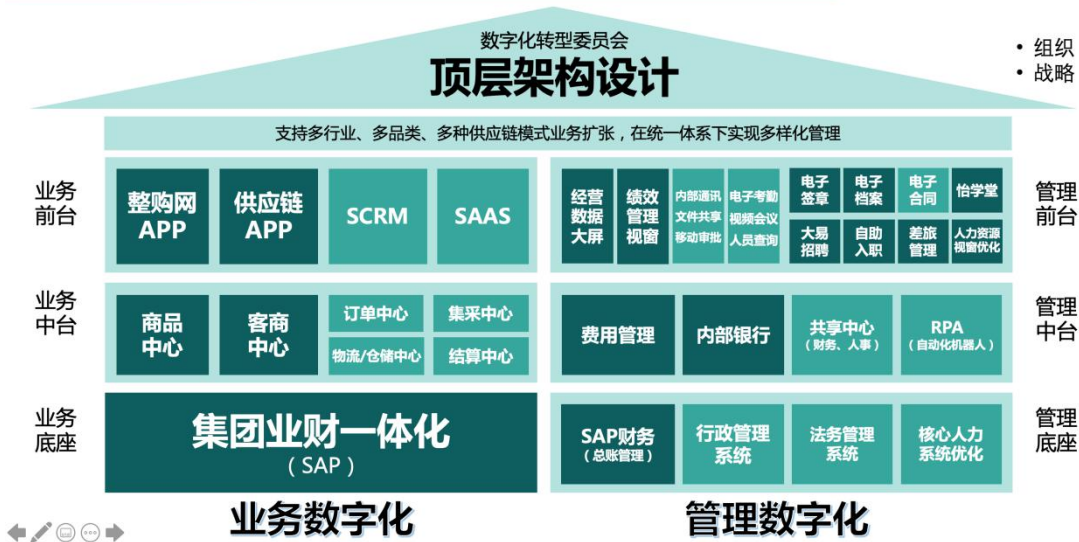 数字化转型委员会
顶层架构设计
• 组织
• 战略
支持多行业、多品类、多种供应链模式业务扩张，在统一体系下实现多样化管理
业务
前台
整购网
APP
供应链
APP
SCRM
SAAS
经营
数据
大屏
绩效
管理
视窗
内部通讯
文件共享
移动审批
电子考勤
视频会议
人员查询
电子
签章
电子
档案
电子
合同
怡学堂
大易
招聘
自助
入职
差旅
管理
人力资源
视窗优化
管理
前台
业务
中台
商品
中心
客商
中心
订单中心
集采中心
物流/仓储中心
结算中心
费用管理
内部银行
共享中心
（财务、人事）
RPA
（自动化机器人）
管理
中台
业务
底座
集团业财一体化
（SAP）
SAP财务
（总账管理）
行政管理
系统
法务管理
系统
核心人力
系统优化
管理
底座
业务数字化
管理数字化